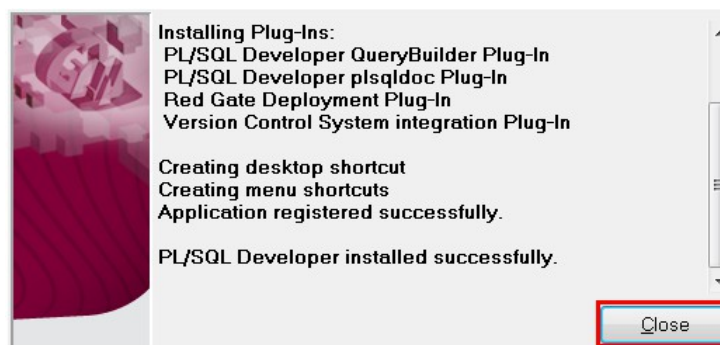 Installing Plug-Ins:
PL/SQL Developer QueryBuilder Plug-In
PL/SQL Developer plsqldoc Plug-In
Red Gate Deployment Plug-In
Version Control System integration Plug-In
Creating desktop shortcut
Creating menu shortcuts
Application registered successfully.
PL/SQL Developer installed successfully.
Close